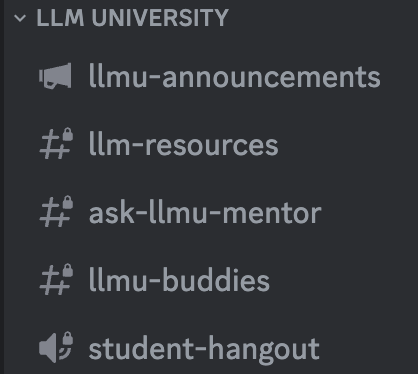 LLM UNIVERSITY
llmu-announcements
llm-resources
ask-llmu-mentor
llmu-buddies
student-hangout